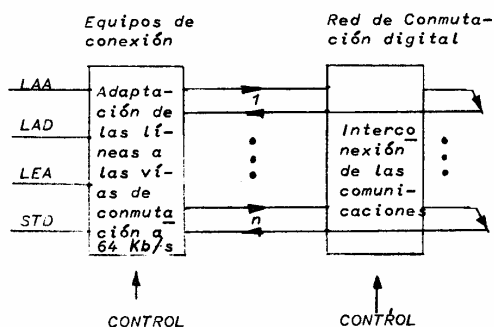 Equipos de
conexión
Red de Conmuta-
ción digital
LAA
LAD
LEA
STD
Adapta-
ción de
las lí-
neas a
las ví-
as de
conmuta
ción a
64 Kb/s
1
n
Interco
nexión
de las
comuni-
caciones
CONTROL
CONTROL